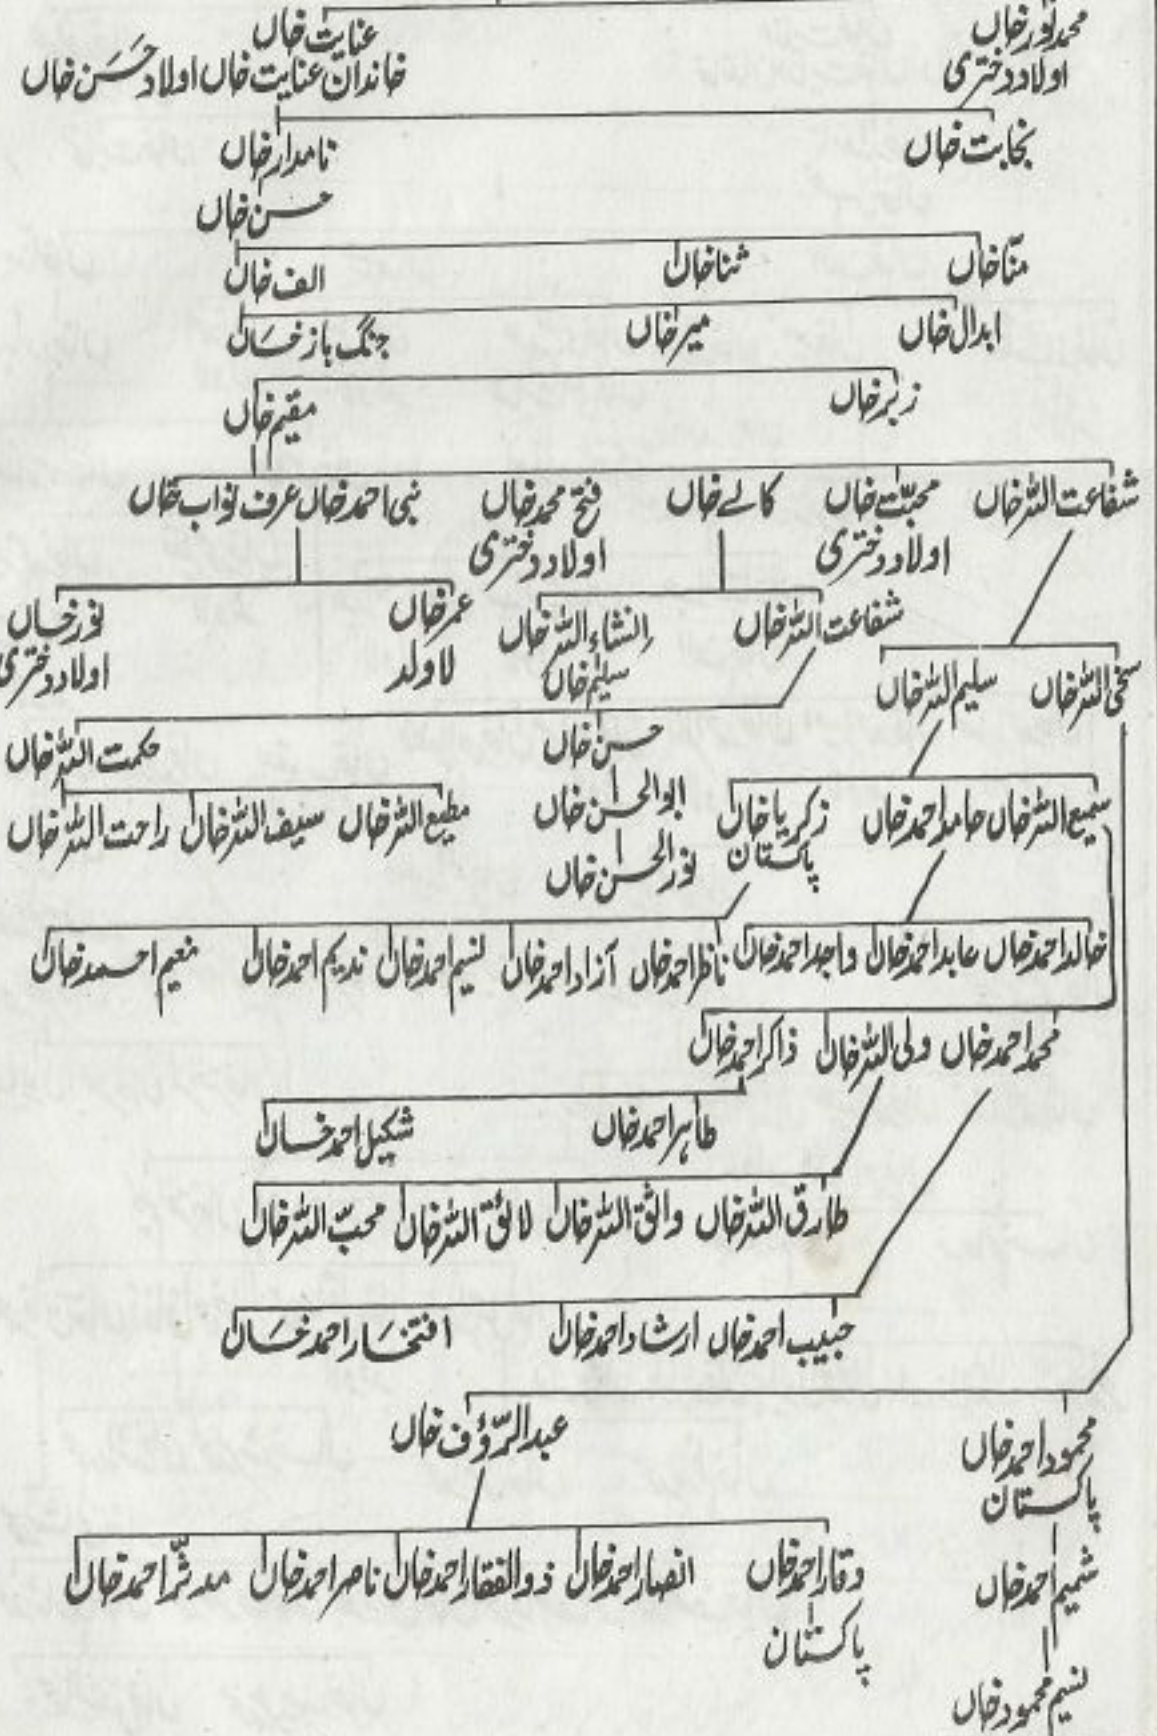 محمد نور خاں عنایت خاں
اولاد دختری خاندان عنایت خاں اولاد حسن خاں
نجابت خاں نامدار خاں
حسن خاں
منّا خاں ثنا خاں الف خاں
ابدال خاں میر خاں جنگ باز خاں
زبر خاں مقیم خاں
شفاعت اللہ خاں محبّت خاں کالے خاں فتح محمد خاں نبی احمد خاں عرف نواب خاں
اولاد دختری اولاد دختری
شفاعت اللہ خاں انشاء اللہ خاں عمر خاں نور خاں
سخی اللہ خاں سلیم اللہ خاں سلیم خاں لا ولد اولاد دختری
حسن خاں حکمت اللہ خاں
سمیع اللہ خاں حامد احمد خاں زکریا خاں ابوالحسن خاں مطیع اللہ خاں سیف اللہ خاں راحت اللہ خاں
پاکستان نورالحسن خاں
خالد احمد خاں عابد احمد خاں واجد احمد خاں ناظر احمد خاں آزاد احمد خاں نسیم احمد خاں ندیم احمد خاں نعیم احمد خاں
محمد احمد خاں ولی اللہ خاں ذاکر احمد خاں
طاہر احمد خاں شکیل احمد خاں
طارق اللہ خاں واثق اللہ خاں لائق اللہ خاں محبّ اللہ خاں
حبیب احمد خاں ارشاد احمد خاں افتخار احمد خاں
محمود احمد خاں عبدالرّؤف خاں
پاکستان
شمیم احمد خاں وقار احمد خاں انصار احمد خاں ذوالفقار احمد خاں ناصر احمد خاں مدثّر احمد خاں
پاکستان
نسیم محمود خاں